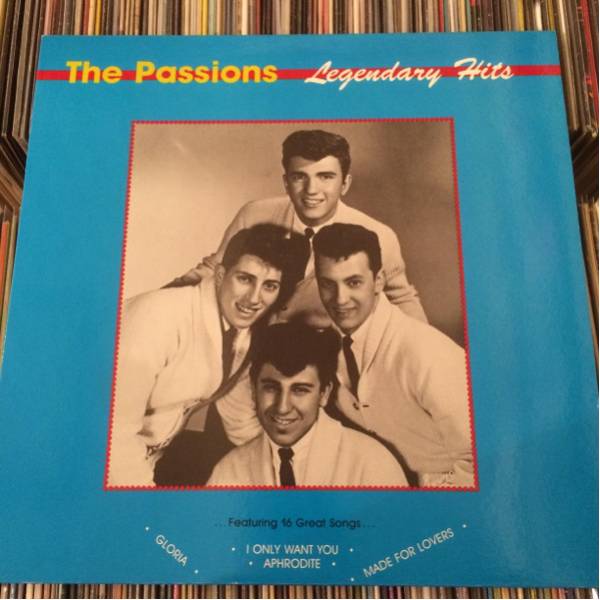 The Passions Legendary Hits
...Featuring 16 Great Songs...
• GLORIA •
• I ONLY WANT YOU •
• APHRODITE •
• MADE FOR LOVERS •